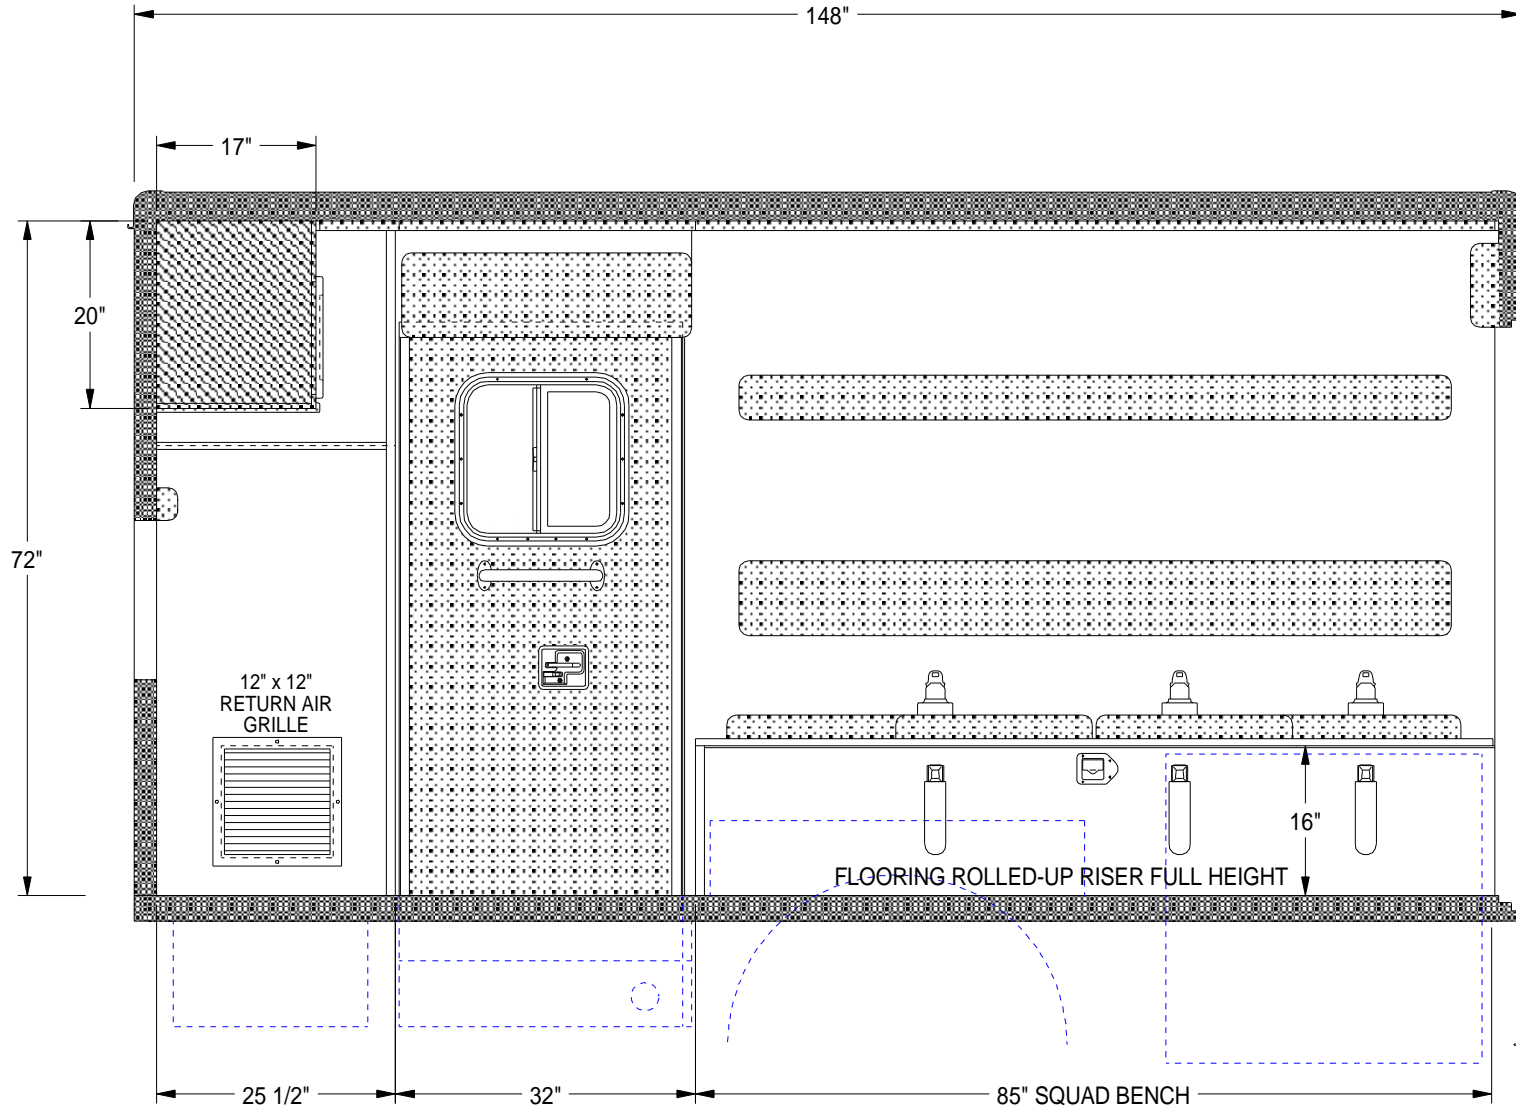 148"
17"
20"
72"
12" x 12"
RETURN AIR
GRILLE
16"
FLOORING ROLLED-UP RISER FULL HEIGHT
25 1/2"
32"
85" SQUAD BENCH